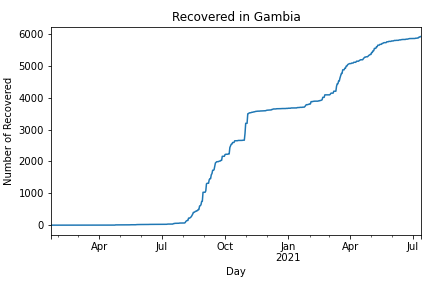 Recovered in Gambia
6000
5000
4000
3000
2000
1000
0
Number of Recovered
Apr
Jul
Oct
Jan
2021
Apr
Jul
Day